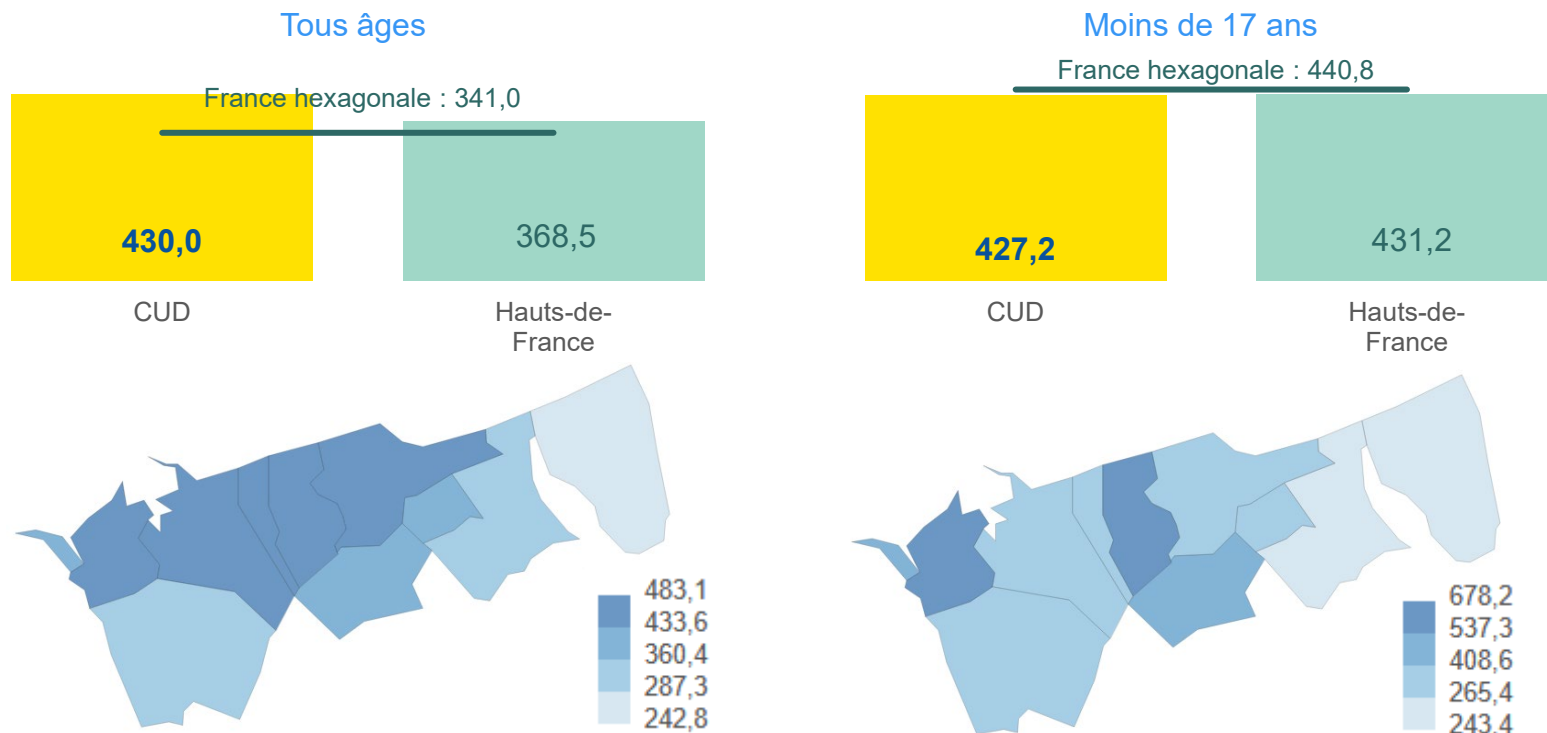 Tous âges
France hexagonale : 341,0
430,0
368,5
CUD
Hauts-de-
France
483,1
433,6
360,4
287,3
242,8
Moins de 17 ans
France hexagonale : 440,8
427,2
431,2
CUD
Hauts-de-
France
678,2
537,3
408,6
265,4
243,4